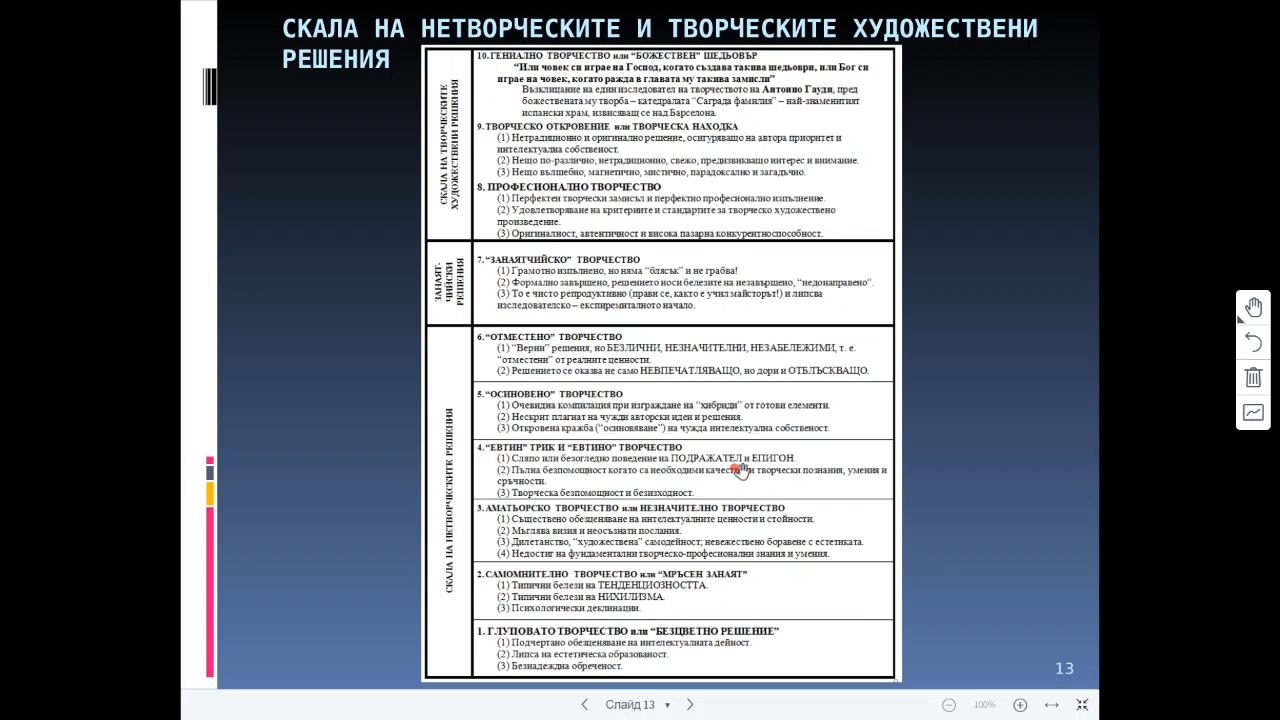 СКАЛА НА НЕТВОРЧЕСКИТЕ И ТВОРЧЕСКИТЕ ХУДОЖЕСТВЕНИ
РЕШЕНИЯ
СКАЛА НА ТВОРЧЕСКИТЕ
ХУДОЖЕСТВЕНИ РЕШЕНИЯ
10. ГЕНИАЛНО ТВОРЧЕСТВО или “БОЖЕСТВЕН” ШЕДЬОВЪР
“Или човек си играе на Господ, когато създава такива шедьоври, или Бог си
играе на човек, когато ражда в главата му такива замисли”
Възклицание на един изследовател на творчеството на Антонио Гауди, пред
божествената му творба – катедралата “Саграда фамилия” – най-знаменитият
испански храм, извисяващ се над Барселона.
9. ТВОРЧЕСКО ОТКРОВЕНИЕ или ТВОРЧЕСКА НАХОДКА
(1) Нетрадиционно и оригинално решение, осигуряващо на автора приоритет и
интелектуална собственост.
(2) Нещо по-различно, нетрадиционно, свежо, предизвикващо интерес и внимание.
(3) Нещо вълшебно, магнетично, мистично, парадоксално и загадъчно.
8. ПРОФЕСИОНАЛНО ТВОРЧЕСТВО
(1) Перфектен творчески замисъл и перфектно професионално изпълнение.
(2) Удовлетворяване на критериите и стандартите за творческо художествено
произведение.
(3) Оригиналност, автентичност и висока пазарна конкурентноспособност.
ЗАНАЯТ-
ЧИЙСКИ
РЕШЕНИЯ
7. “ЗАНАЯТЧИЙСКО” ТВОРЧЕСТВО
(1) Грамотно изпълнено, но няма “блясък” и не грабва!
(2) Формално завършено, решението носи белезите на незавършено, “недонаправено”.
(3) То е чисто репродуктивно (прави се, както е учил майсторът!) и липсва
изследователско – експиременталното начало.
СКАЛА НА НЕТВОРЧЕСКИТЕ РЕШЕНИЯ
6. “ОТМЕСТЕНО” ТВОРЧЕСТВО
(1) “Верни” решения, но БЕЗЛИЧНИ, НЕЗНАЧИТЕЛНИ, НЕЗАБЕЛЕЖИМИ, т. е.
“отместени” от реалните ценности.
(2) Решението се оказва не само НЕВПЕЧАТЛЯВАЩО, но дори и ОТБЛЪСКВАЩО.
5. “ОСИНОВЕНО” ТВОРЧЕСТВО
(1) Очевидна компилация при изграждане на “хибриди” от готови елементи.
(2) Нескрит плагиат на чужди авторски идеи и решения.
(3) Откровена кражба (“осиновяване”) на чужда интелектуална собственост.
4. “ЕВТИН” ТРИК И “ЕВТИНО” ТВОРЧЕСТВО
(1) Сляпо или безогледно поведение на ПОДРАЖАТЕЛ и ЕПИГОН.
(2) Пълна безпомощност когато са необходими творчески познания, умения и
сръчности.
(3) Творческа безпомощност и безизходност.
3. АМАТЬОРСКО ТВОРЧЕСТВО или НЕЗНАЧИТЕЛНО ТВОРЧЕСТВО
(1) Съществено обезценяване на интелектуалните ценности и стойности.
(2) Мъглява визия и неосъзнати послания.
(3) Дилетанство, “художествена” самодейност, невежествено боравене с естетиката.
(4) Недостиг на фундаментални творческо-професионални знания и умения.
2. САМОМНИТЕЛНО ТВОРЧЕСТВО или “МРЪСЕН ЗАНАЯТ”
(1) Типични белези на ТЕНДЕНЦИОЗНОСТТА.
(2) Типични белези на НИХИЛИЗМА.
(3) Психологически деклинации.
1. ГЛУПОВАТО ТВОРЧЕСТВО или “БЕЗЦВЕТНО РЕШЕНИЕ”
(1) Подчертано обезценяване на интелектуалната дейност.
(2) Липса на естетическа образованост.
(3) Безнадеждна обреченост.
13
Слайд 13
100%